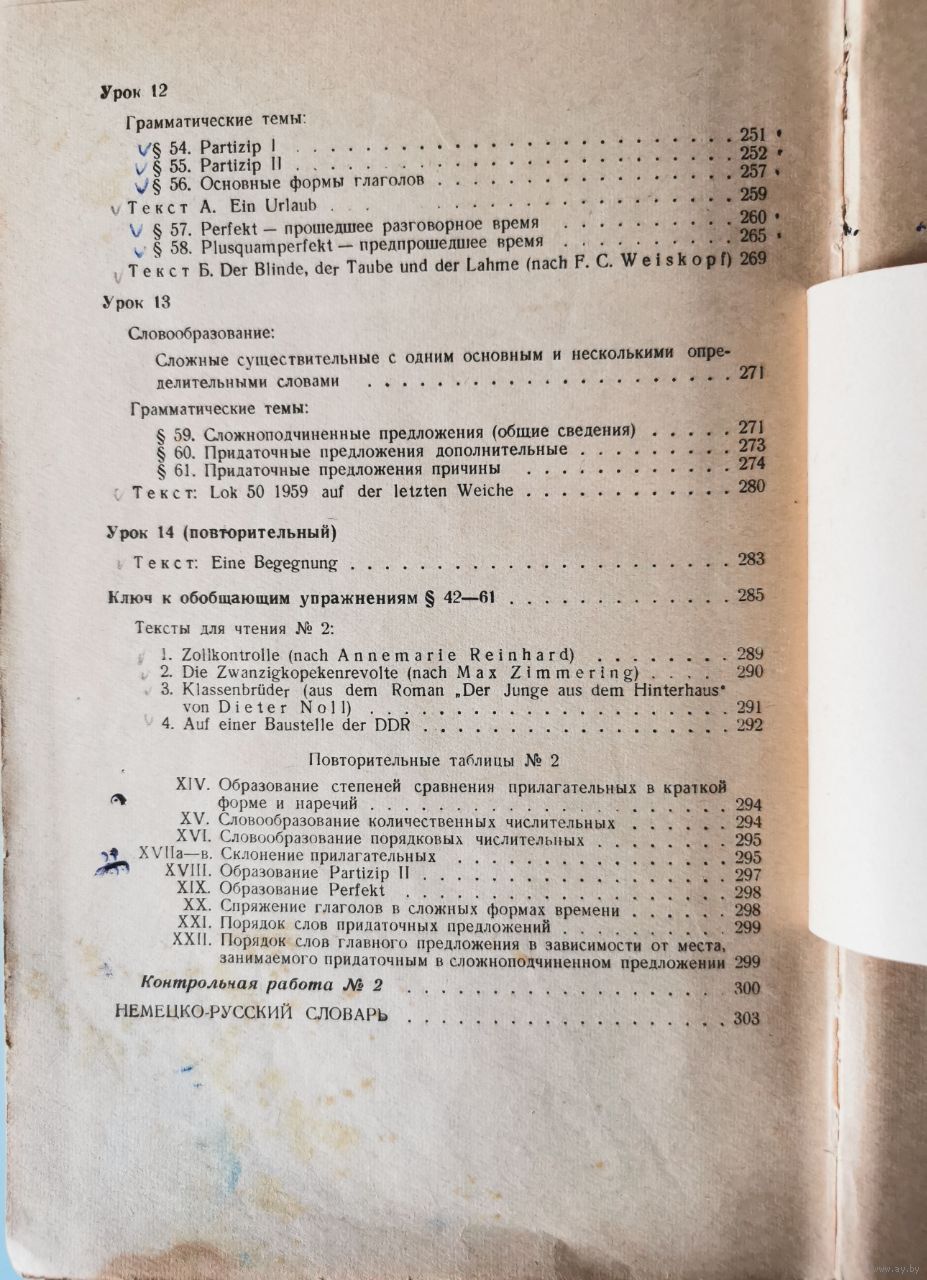 Урок 12
Грамматические темы:
§ 54. Partizip I . . . . . . . . . . . . . . . . . . . . 251
§ 55. Partizip II . . . . . . . . . . . . . . . . . . . . 252
§ 56. Основные формы глаголов . . . . . . . . . . . . . . 257
Текст А. Ein Urlaub . . . . . . . . . . . . . . . . . . 259
§ 57. Perfekt — прошедшее разговорное время . . . . . . . 260
§ 58. Plusquamperfekt — предпрошедшее время . . . . . . . 265
Текст Б. Der Blinde, der Taube und der Lahme (nach F. C. Weiskopf) 269
Урок 13
Словообразование:
Сложные существительные с одним основным и несколькими опре-
делительными словами . . . . . . . . . . . . . . . . . . 271
Грамматические темы:
§ 59. Сложноподчиненные предложения (общие сведения) . . . . . 271
§ 60. Придаточные предложения дополнительные . . . . . . . . . 273
§ 61. Придаточные предложения причины . . . . . . . . . . . 274
Текст: Lok 50 1959 auf der letzten Weiche . . . . . . . . . . . . 280
Урок 14 (повторительный)
Текст: Eine Begegnung . . . . . . . . . . . . . . . . . . 283
Ключ к обобщающим упражнениям § 42—61 . . . . . . . . . . . . . 285
Тексты для чтения № 2:
1. Zollkontrolle (nach Annemarie Reinhard) . . . . . . . . 289
2. Die Zwanzigkopekenrevolte (nach Max Zimmering) . . . . 290
3. Klassenbrüder (aus dem Roman „Der Junge aus dem Hinterhaus“
von Dieter Noll) . . . . . . . . . . . . . . . . . . 291
4. Auf einer Baustelle der DDR . . . . . . . . . . . . . . . 292
Повторительные таблицы № 2
XIV. Образование степеней сравнения прилагательных в краткой
форме и наречий . . . . . . . . . . . . . . . . . 294
XV. Словообразование количественных числительных . . . . . . 294
XVI. Словообразование порядковых числительных . . . . . . . . 295
XVIIа—в. Склонение прилагательных . . . . . . . . . . . . . 295
XVIII. Образование Partizip II . . . . . . . . . . . . . . . 297
XIX. Образование Perfekt . . . . . . . . . . . . . . . . 298
XX. Спряжение глаголов в сложных формах времени . . . . . . 298
XXI. Порядок слов придаточных предложений . . . . . . . . . . 299
XXII. Порядок слов главного предложения в зависимости от места,
занимаемого придаточным в сложноподчиненном предложении 299
Контрольная работа № 2 . . . . . . . . . . . . . . . 300
НЕМЕЦКО-РУССКИЙ СЛОВАРЬ . . . . . . . . . . . . . . . . 303
www.ay.by